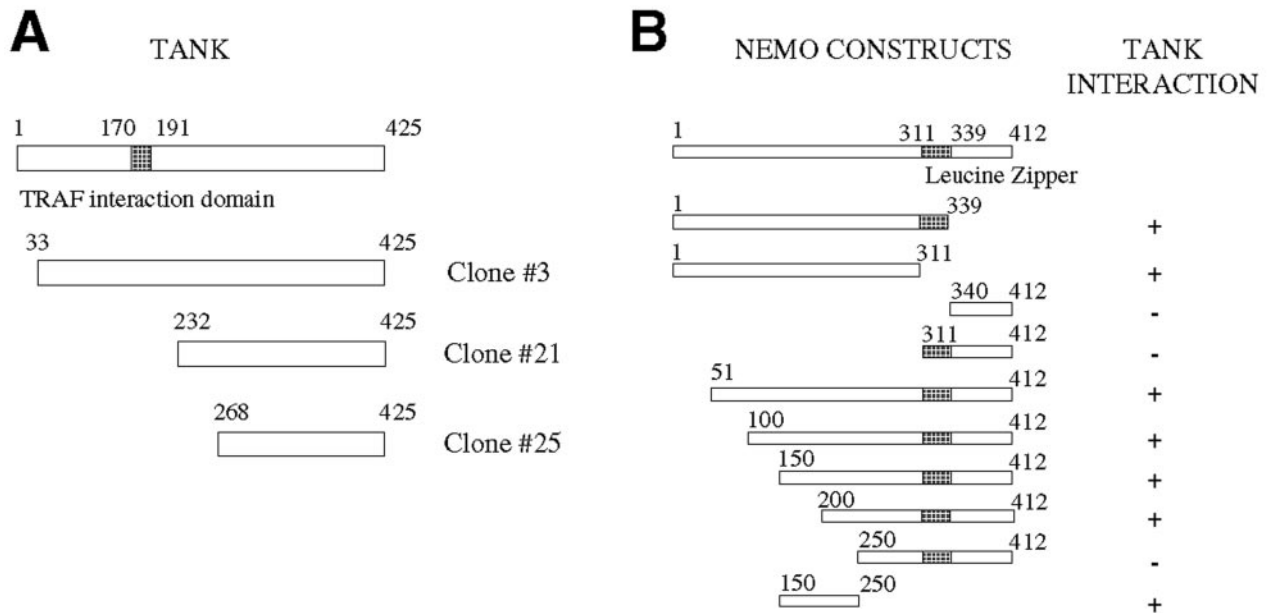 A
TANK
1 170 191 425
TRAF interaction domain
33 425
Clone #3
232 425
Clone #21
268 425
Clone #25
B
NEMO CONSTRUCTS
TANK
INTERACTION
1 311 339 412
Leucine Zipper
1 339
+
1 311
+
340 412
-
311 412
-
51 412
+
100 412
+
150 412
+
200 412
+
250 412
-
150 250
+